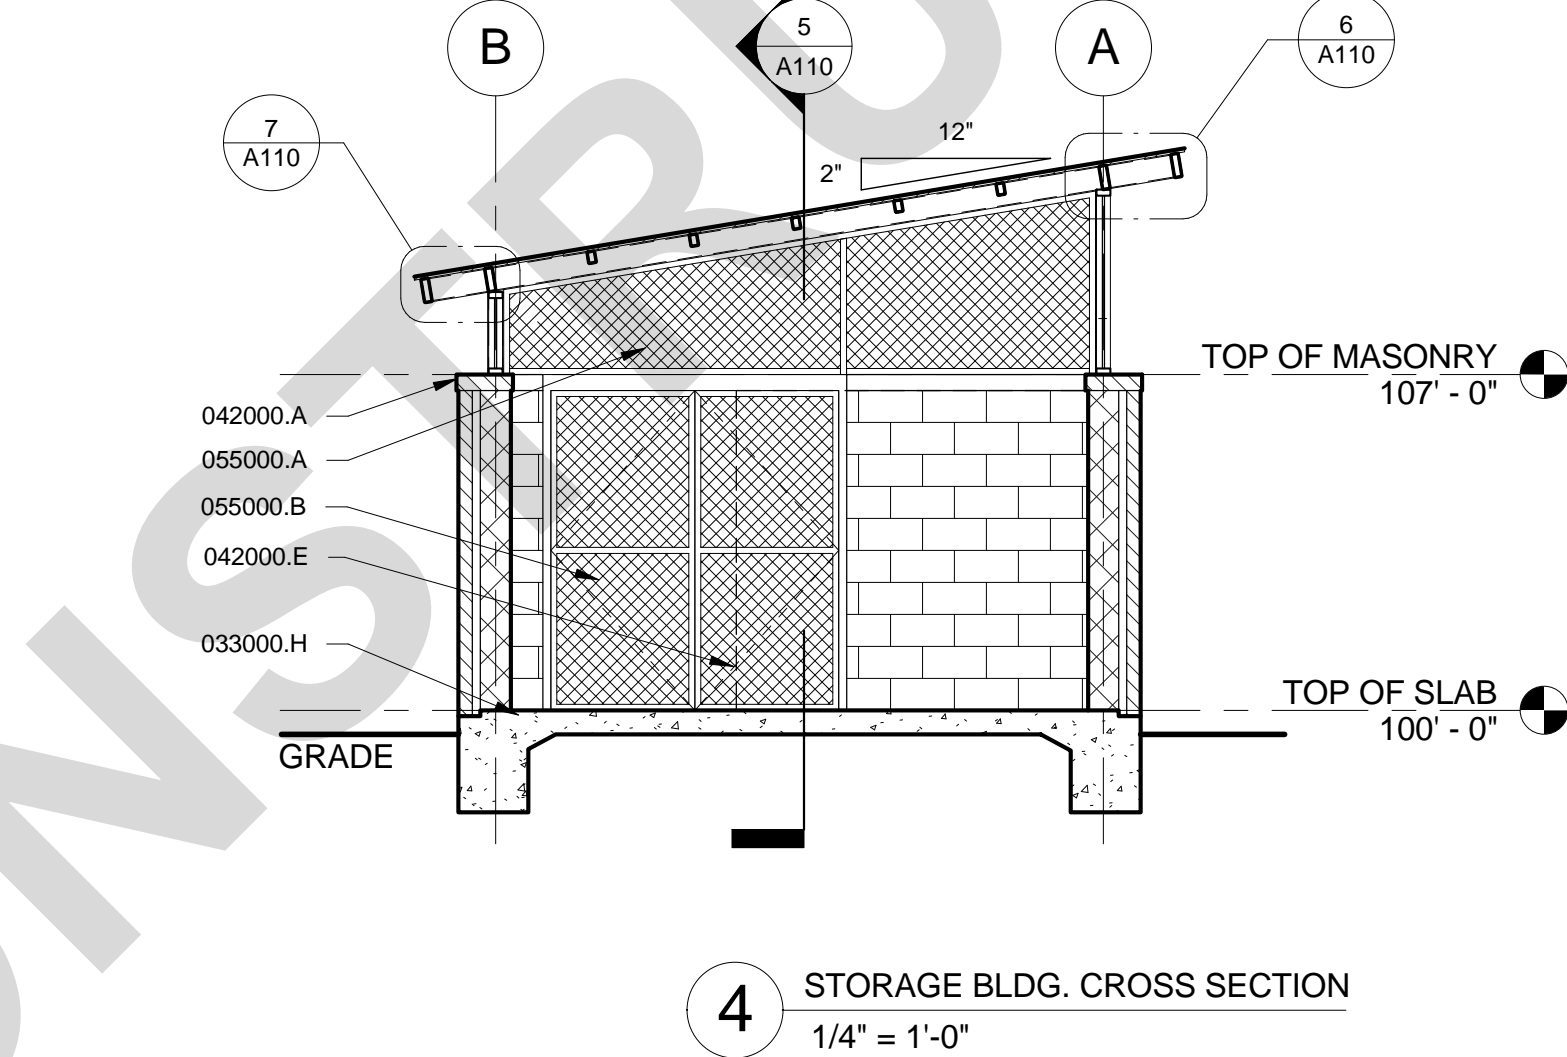 B
5
A110
A
6
A110
7
A110
12"
2"
TOP OF MASONRY
107' - 0"
042000.A
055000.A
055000.B
042000.E
033000.H
TOP OF SLAB
100' - 0"
GRADE
4
STORAGE BLDG. CROSS SECTION
1/4" = 1'-0"
ONSTRU